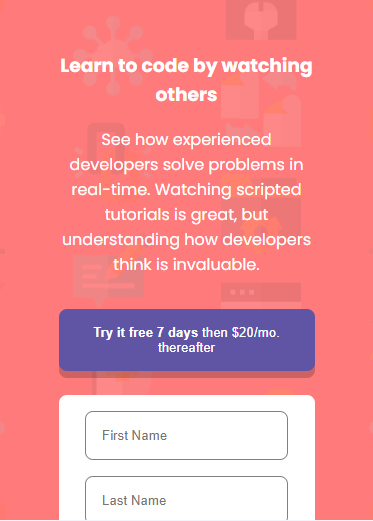 Learn to code by watching
others
See how experienced
developers solve problems in
real-time. Watching scripted
tutorials is great, but
understanding how developers
think is invaluable.
Try it free 7 days then $20/mo.
thereafter
First Name
Last Name